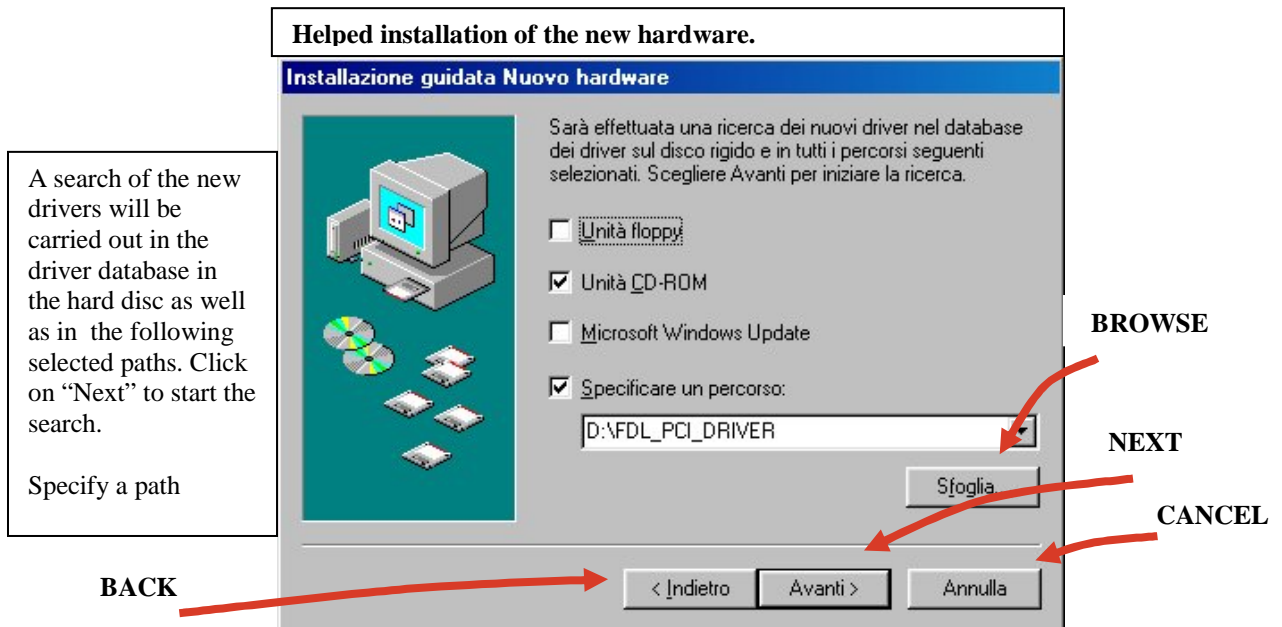 Helped installation of the new hardware.
Installazione guidata Nuovo hardware
Sarà effettuata una ricerca dei nuovi driver nel database
dei driver sul disco rigido e in tutti i percorsi seguenti
selezionati. Scegliere Avanti per iniziare la ricerca.
A search of the new
drivers will be
carried out in the
driver database in
the hard disc as well
as in the following
selected paths. Click
on “Next” to start the
search.
Specify a path
Unità floppy
Unità CD-ROM
Microsoft Windows Update
Specificare un percorso:
D:\FDL_PCI_DRIVER
Sfoglia...
BROWSE
NEXT
CANCEL
BACK
< Indietro
Avanti >
Annulla